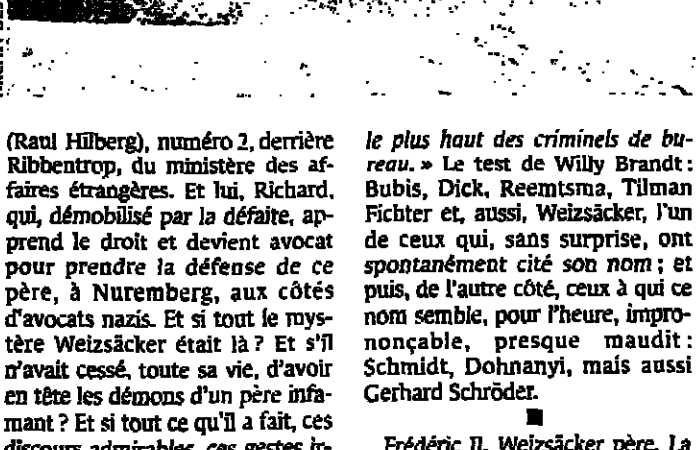 (Raul Hilberg), numéro 2, derrière
Ribbentrop, du ministère des af-
faires étrangères. Et lui, Richard,
qui, démobilisé par la défaite, ap-
prend le droit et devient avocat
pour prendre la défense de ce
père, à Nuremberg, aux côtés
d'avocats nazis. Et si tout le mys-
tère Weizsäcker était là ? Et s'il
n'avait cessé, toute sa vie, d'avoir
en tête les démons d'un père infa-
mant ? Et si tout ce qu'il a fait, ces
discours admirables, ces gestes ir-
le plus haut des criminels de bu-
reau. » Le test de Willy Brandt :
Bubis, Dick, Reemtsma, Tilman
Fichter et, aussi, Weizsäcker, l'un
de ceux qui, sans surprise, ont
spontanément cité son nom ; et
puis, de l'autre côté, ceux à qui ce
nom semble, pour l'heure, impro-
nonçable, presque maudit :
Schmidt, Dohnanyi, mais aussi
Gerhard Schröder.
Frédéric II. Weizsäcker père. La